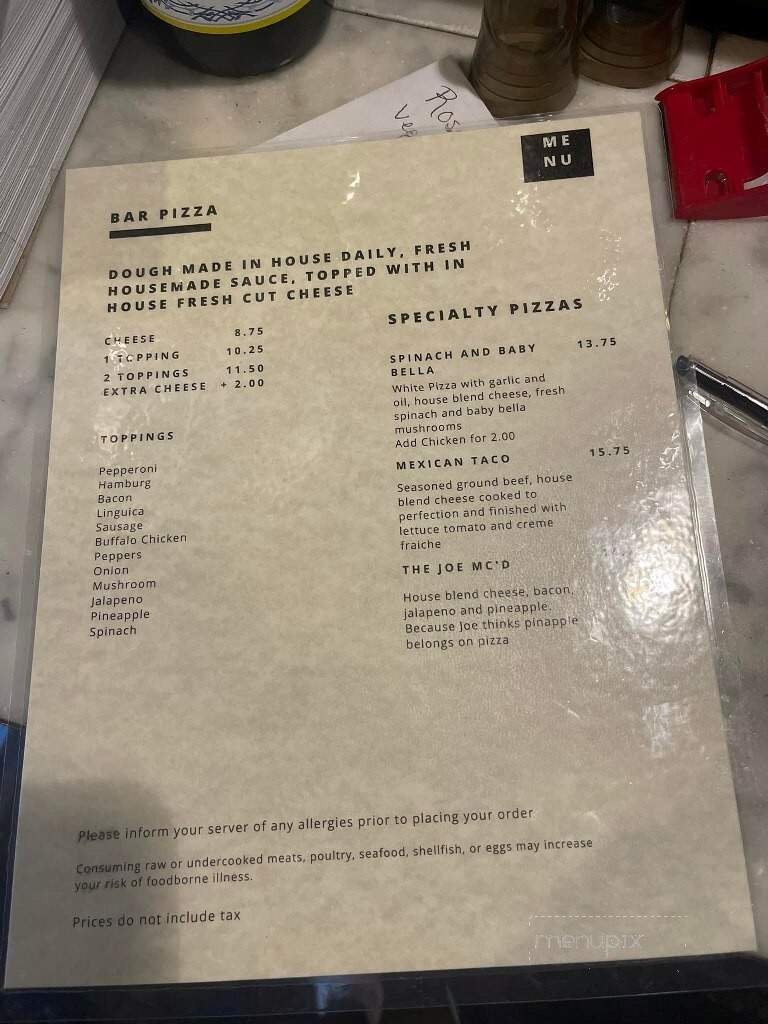 Ros
ME
NU
BAR PIZZA
DOUGH MADE IN HOUSE DAILY, FRESH
HOUSEMADE SAUCE, TOPPED WITH IN
HOUSE FRESH CUT CHEESE
CHEESE 8.75
1 TOPPING 10.25
2 TOPPINGS 11.50
EXTRA CHEESE + 2.00
TOPPINGS
Pepperoni
Hamburg
Bacon
Linguica
Sausage
Buffalo Chicken
Peppers
Onion
Mushroom
Jalapeno
Pineapple
Spinach
SPECIALTY PIZZAS
SPINACH AND BABY 13.75
BELLA
White Pizza with garlic and
oil, house blend cheese, fresh
spinach and baby bella
mushrooms
Add Chicken for 2.00
MEXICAN TACO 15.75
Seasoned ground beef, house
blend cheese cooked to
perfection and finished with
lettuce tomato and creme
fraiche
THE JOE MC'D
House blend cheese, bacon,
jalapeno and pineapple.
Because Joe thinks pinapple
belongs on pizza
Please inform your server of any allergies prior to placing your order
Consuming raw or undercooked meats, poultry, seafood, shellfish, or eggs may increase
your risk of foodborne illness.
Prices do not include tax
menupix